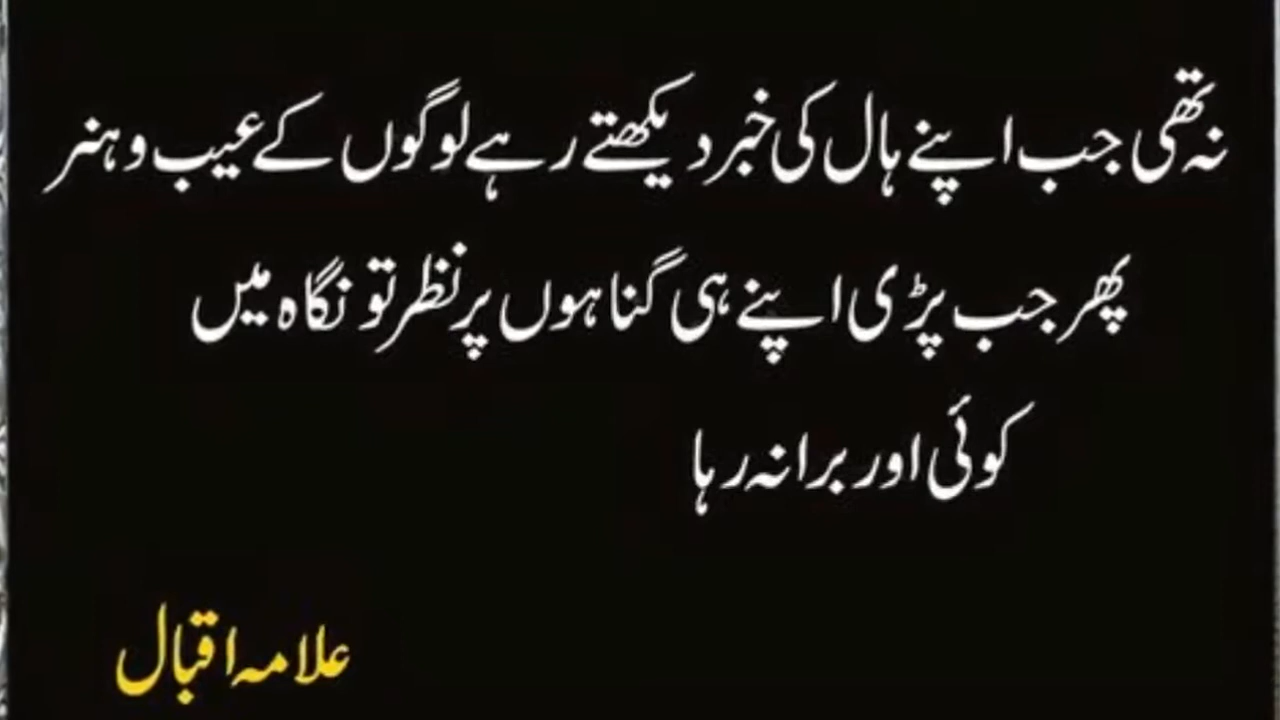 نہ تھی جب اپنے ہال کی خبر دیکھتے رہے لوگوں کے عیب و ہنر
پھر جب پڑی اپنے ہی گناہوں پر نظر تو نگاہ میں
کوئی اور برا نہ رہا
علامہ اقبال